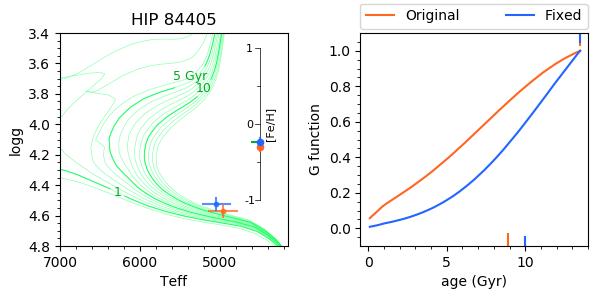 HIP 84405
Original
Fixed
3.4
3.6
3.8
4.0
4.2
4.4
4.6
4.8
logg
5 Gyr
10
1
1
0
-1
[Fe/H]
7000
6000
5000
Teff
1.0
0.8
0.6
0.4
0.2
0.0
G function
0
5
10
age (Gyr)